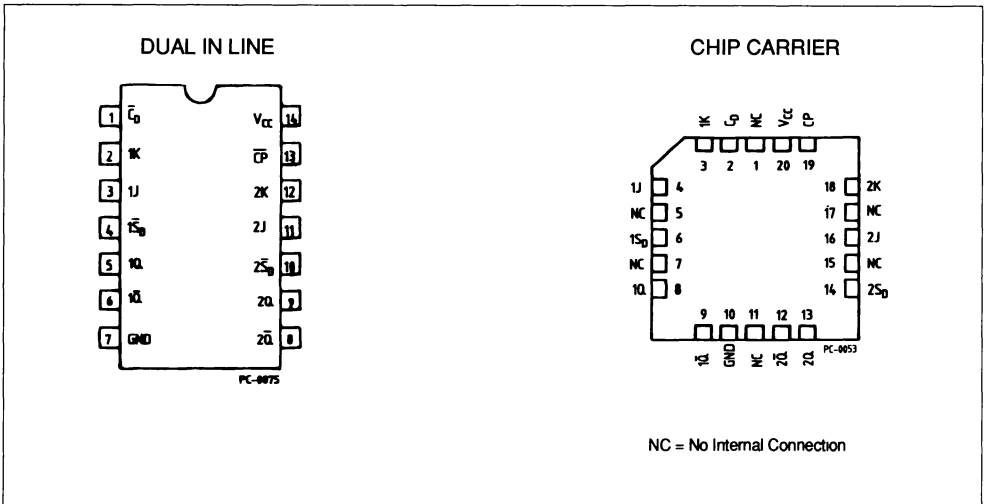 DUAL IN LINE
1 C̅D VCC 14
2 1K C̅P̅ 13
3 1J 2K 12
4 1S̅D 2J 11
5 1Q 2S̅D 10
6 1Q̅ 2Q 9
7 GND 2Q̅ 8
PC-0075
CHIP CARRIER
1K CD NC VCC CP
3 2 1 20 19
1J 4 18 2K
NC 5 17 NC
1SD 6 16 2J
NC 7 15 NC
1Q 8 14 2SD
9 10 11 12 13
1Q̅ GND NC 2Q̅ 2Q
PC-0053
NC = No Internal Connection